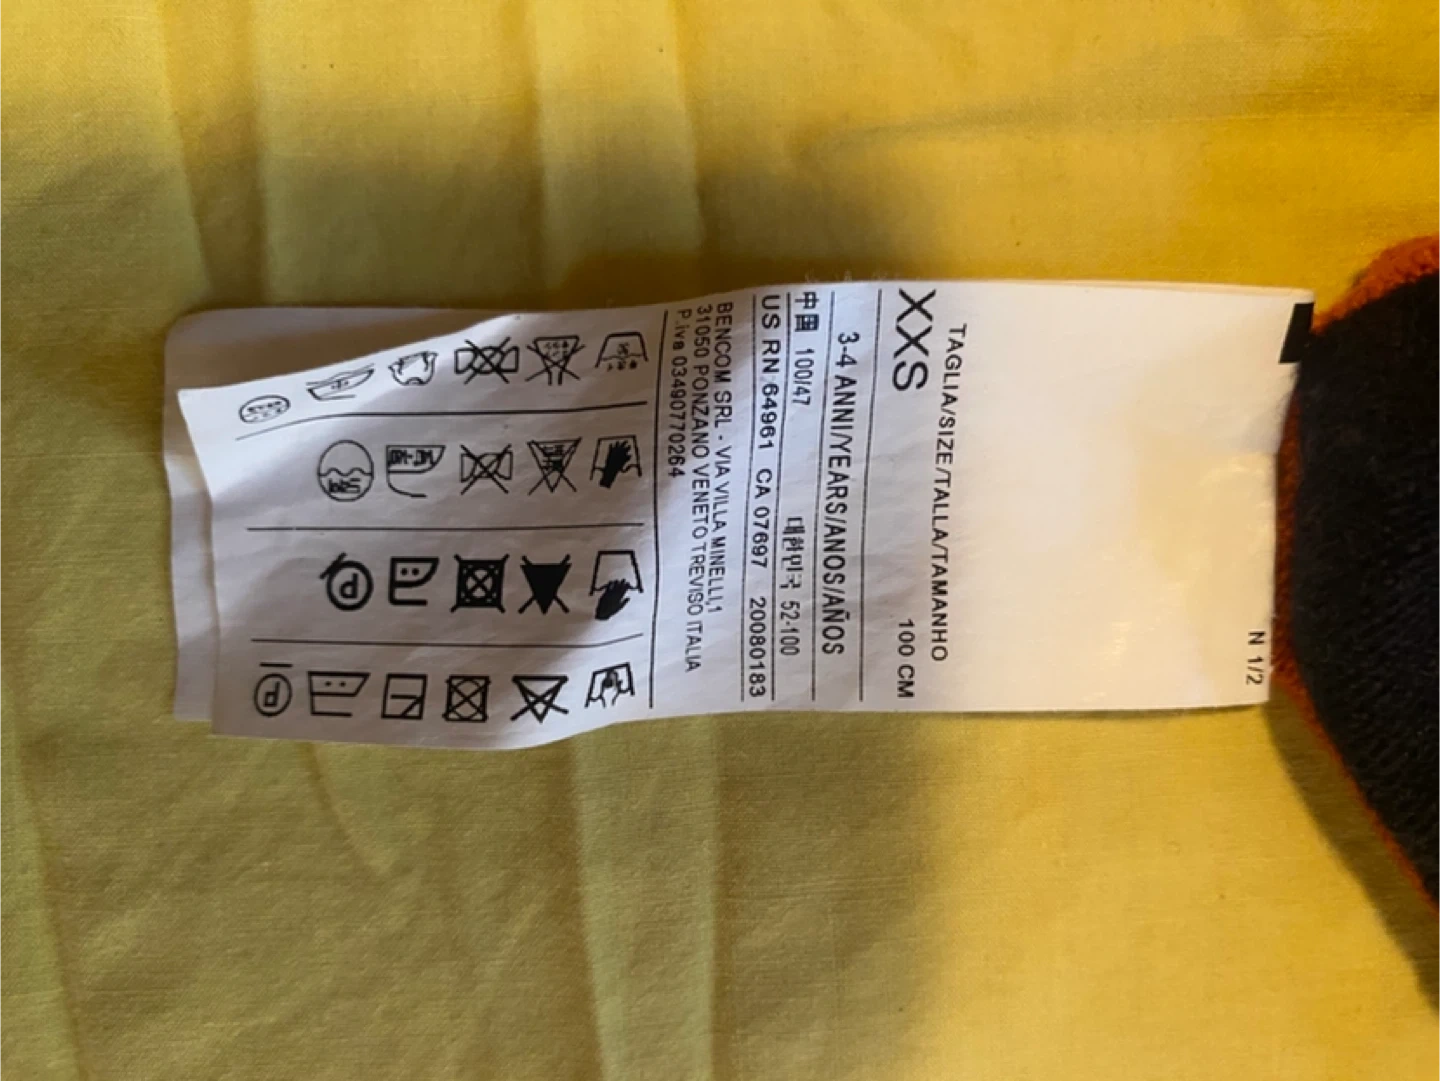 N 1/2
TAGLIA/SIZE/TALLA/TAMANHO
XXS 100 CM
3-4 ANNI/YEARS/ANOS/AÑOS
中国 100/47 대한민국 52-100
US RN 64961 CA 07697 20080183
BENCOM SRL - VIA VILLA MINELLI,1
31050 PONZANO VENETO TREVISO ITALIA
P.iva 03490770264